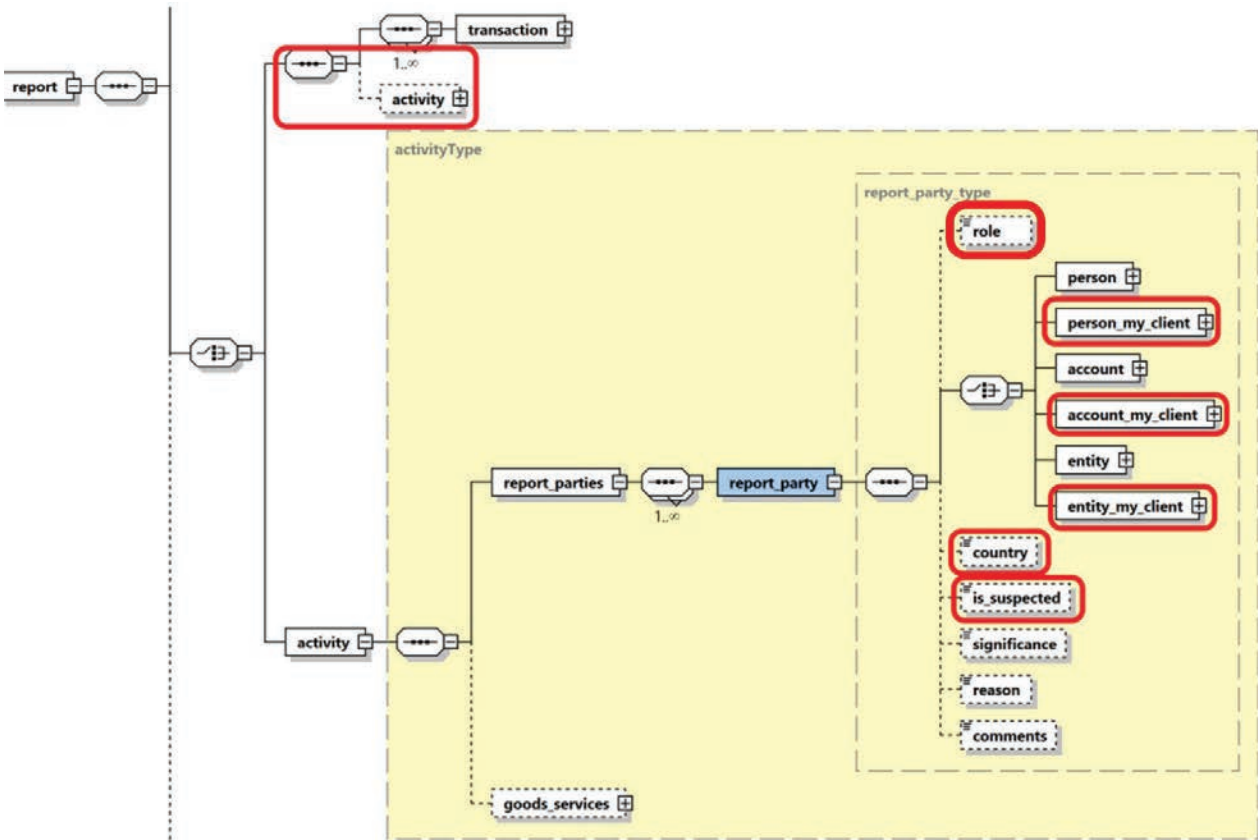 transaction
1..∞
report
activity
activityType
report_party_type
role
person
person_my_client
account
account_my_client
entity
report_parties
report_party
1..∞
entity_my_client
country
is_suspected
activity
significance
reason
comments
goods_services